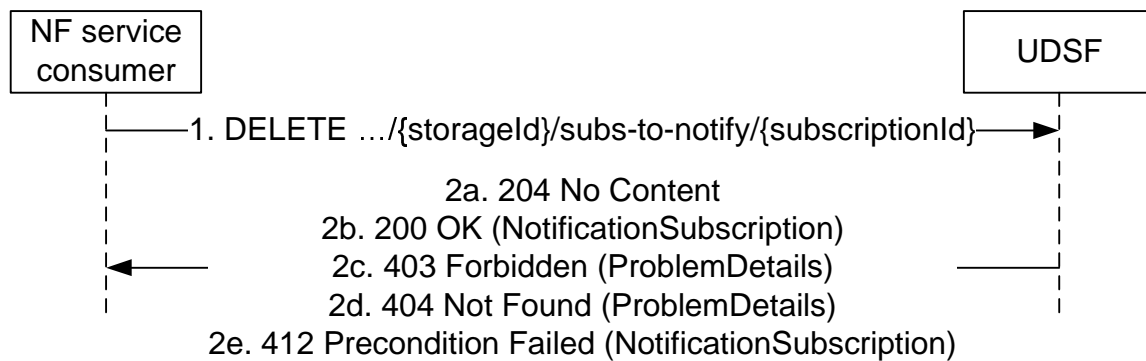 NF service
consumer
UDSF
1. DELETE …/{storageId}/subs-to-notify/{subscriptionId}
2a. 204 No Content
2b. 200 OK (NotificationSubscription)
2c. 403 Forbidden (ProblemDetails)
2d. 404 Not Found (ProblemDetails)
2e. 412 Precondition Failed (NotificationSubscription)